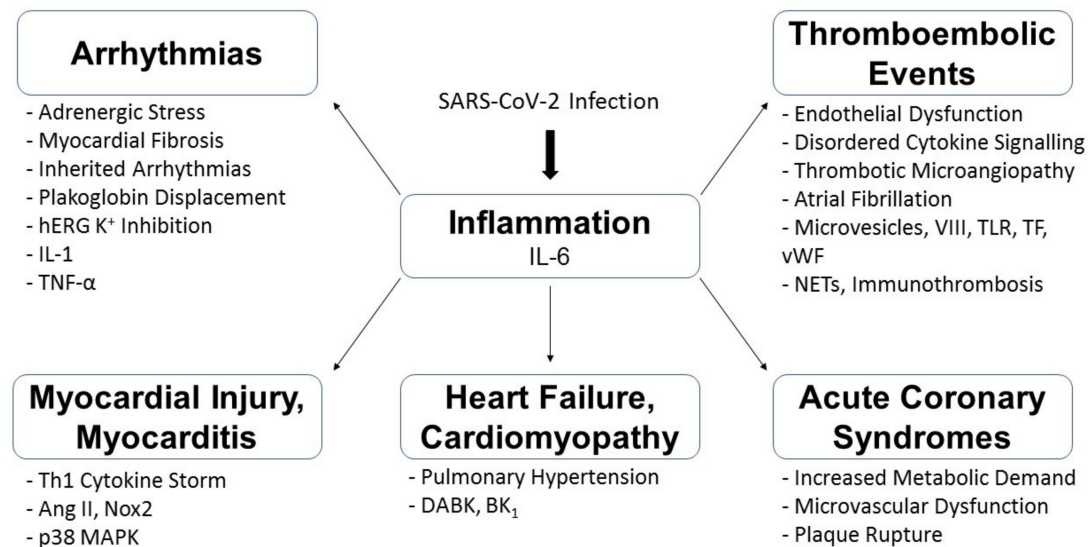 Arrhythmias
- Adrenergic Stress
- Myocardial Fibrosis
- Inherited Arrhythmias
- Plakoglobin Displacement
- hERG K⁺ Inhibition
- IL-1
- TNF-α
SARS-CoV-2 Infection
Inflammation
IL-6
Thromboembolic
Events
- Endothelial Dysfunction
- Disordered Cytokine Signalling
- Thrombotic Microangiopathy
- Atrial Fibrillation
- Microvesicles, VIII, TLR, TF,
vWF
- NETs, Immunothrombosis
Myocardial Injury,
Myocarditis
- Th1 Cytokine Storm
- Ang II, Nox2
- p38 MAPK
Heart Failure,
Cardiomyopathy
- Pulmonary Hypertension
- DABK, BK₁
Acute Coronary
Syndromes
- Increased Metabolic Demand
- Microvascular Dysfunction
- Plaque Rupture